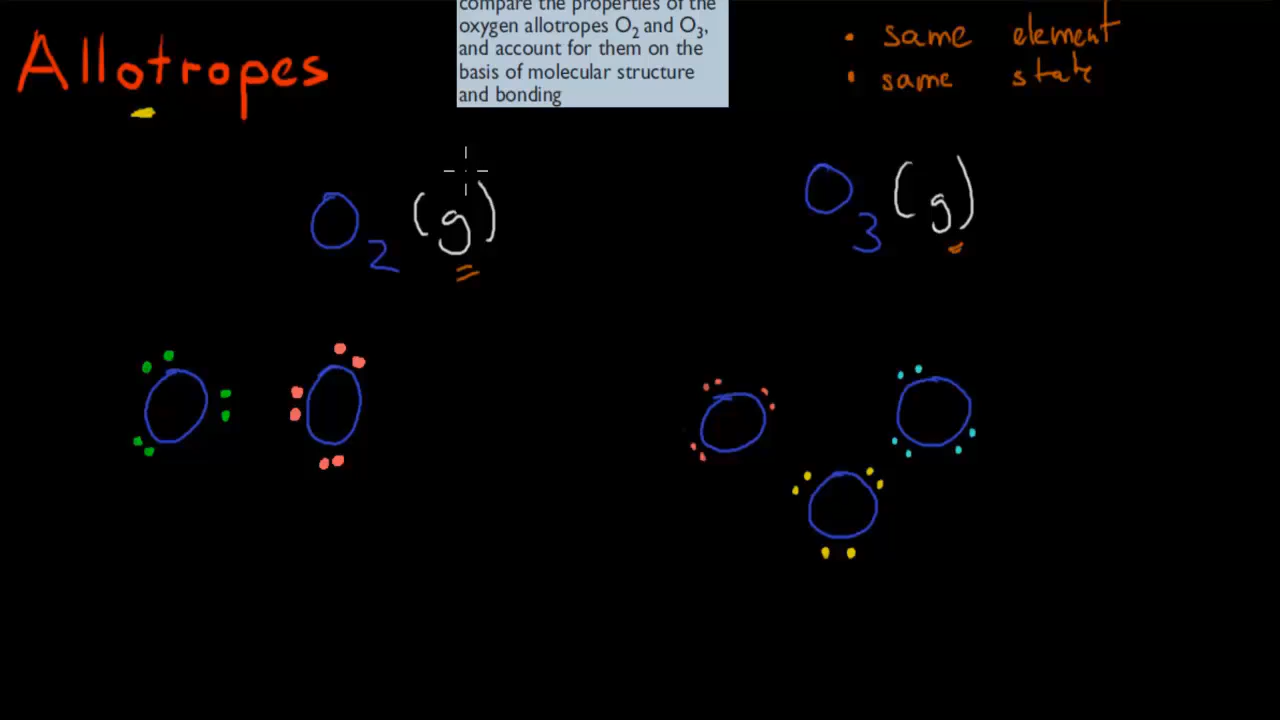 compare the properties of the
oxygen allotropes O₂ and O₃,
and account for them on the
basis of molecular structure
and bonding
Allotropes
• same element
• same state
O₂ (g)
O₃ (g)